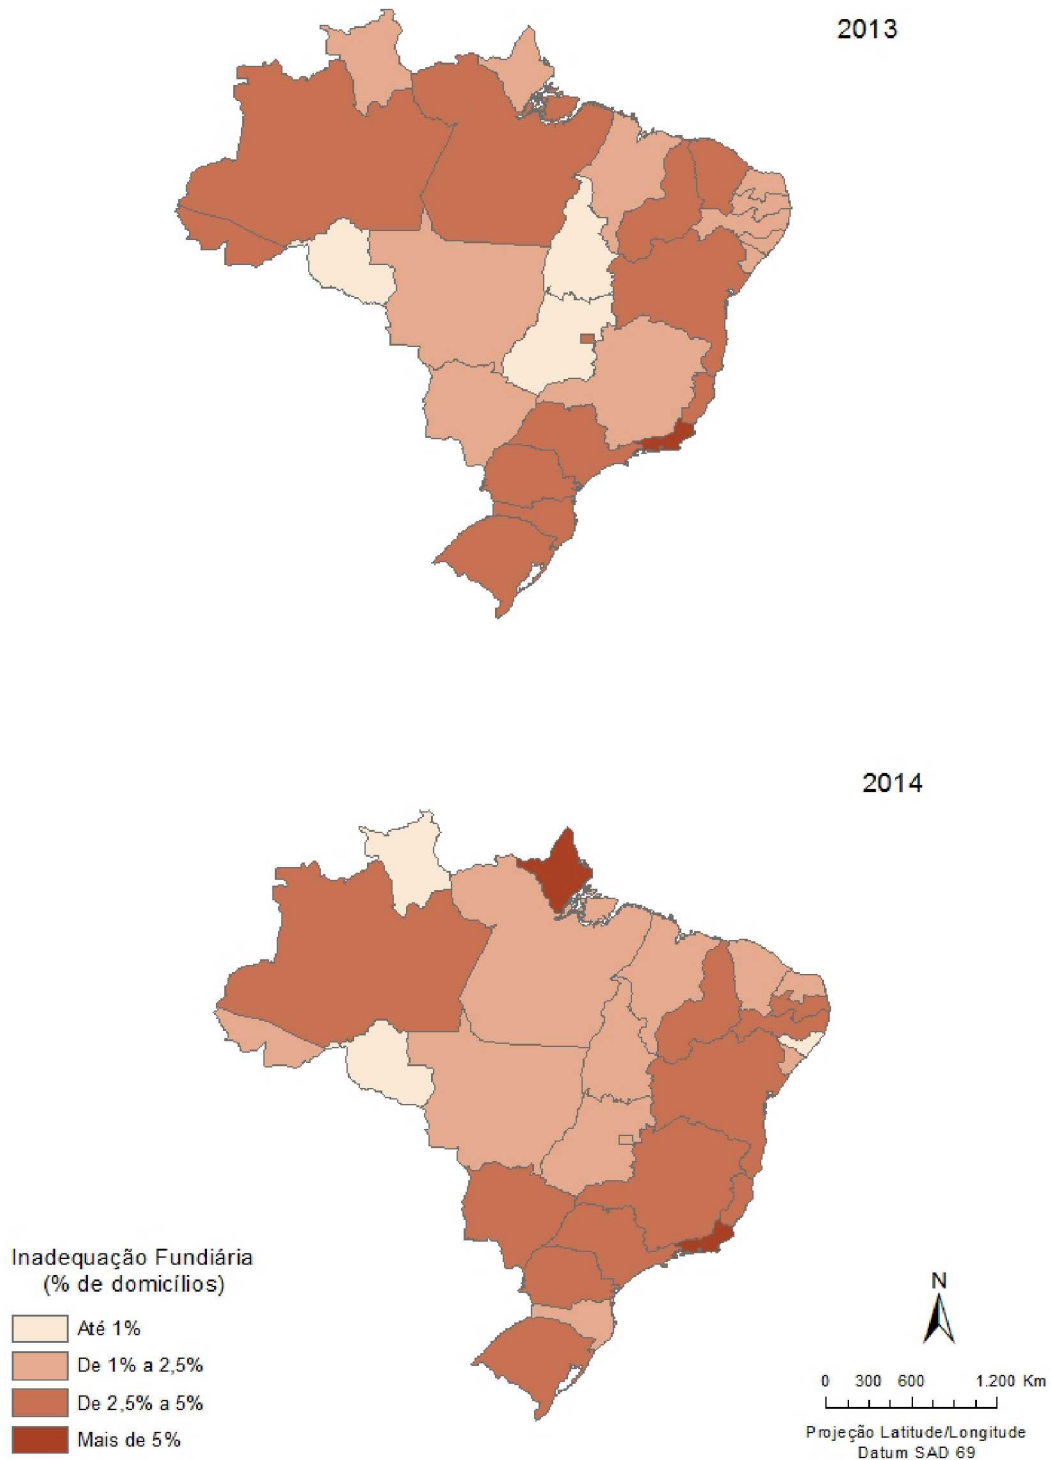 2013
2014
Inadequação Fundiária
(% de domicílios)
Até 1%
De 1% a 2,5%
De 2,5% a 5%
Mais de 5%
N
0 300 600 1.200 Km
Projeção Latitude/Longitude
Datum SAD 69